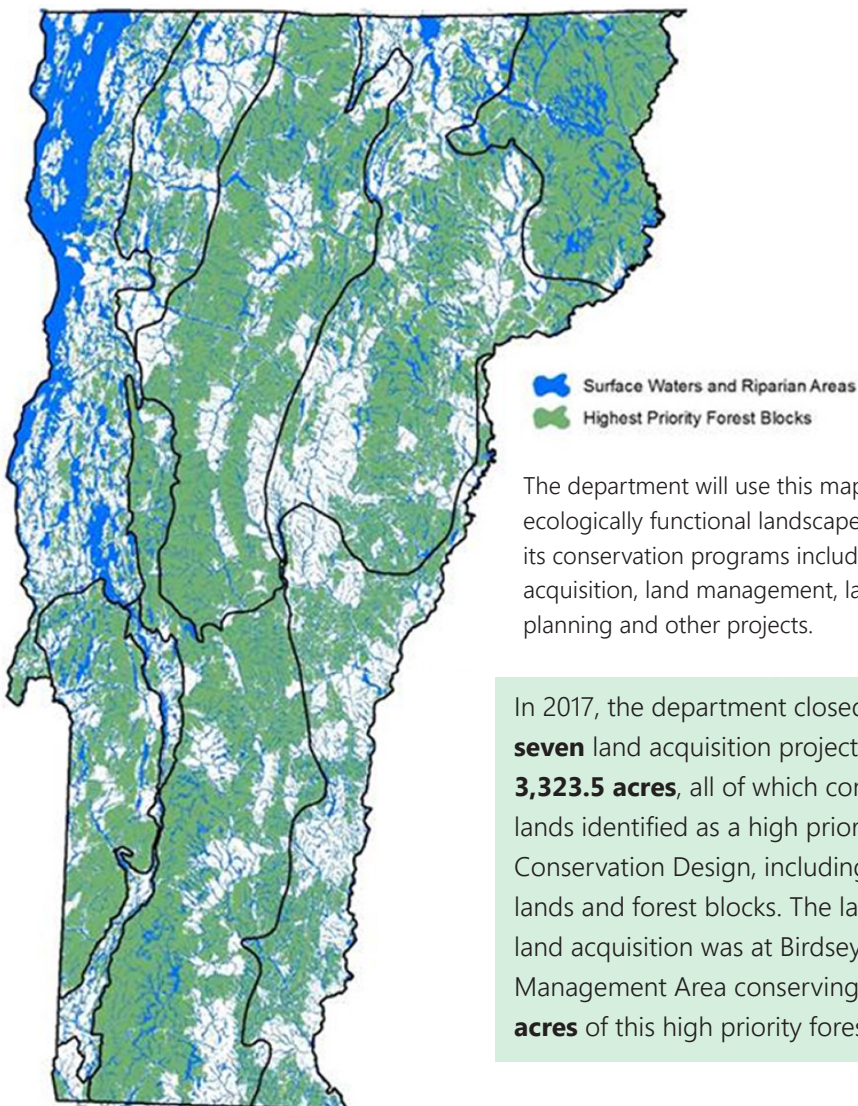 Surface Waters and Riparian Areas
Highest Priority Forest Blocks
The department will use this map
ecologically functional landscape
its conservation programs includ
acquisition, land management, la
planning and other projects.
In 2017, the department closed
seven land acquisition project
3,323.5 acres, all of which con
lands identified as a high prior
Conservation Design, including
lands and forest blocks. The la
land acquisition was at Birdsey
Management Area conserving
acres of this high priority fores